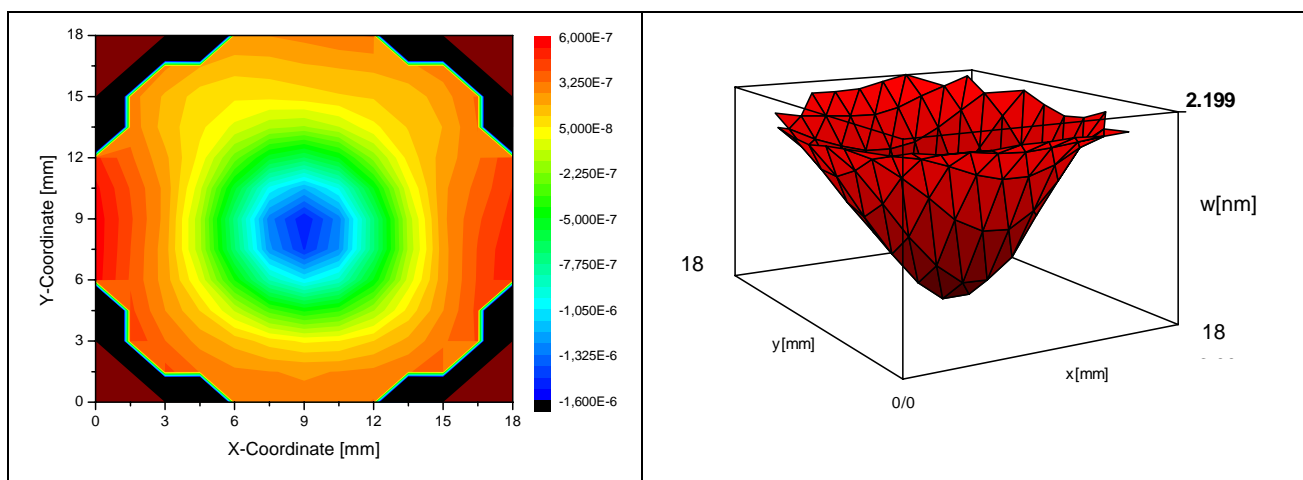 18
15
12
9
6
3
0
Y-Coordinate [mm]
0 3 6 9 12 15 18
X-Coordinate [mm]
6,000E-7
3,250E-7
5,000E-8
-2,250E-7
-5,000E-7
-7,750E-7
-1,050E-6
-1,325E-6
-1,600E-6
2.199
w[nm]
18
18
y[mm]
x[mm]
0/0